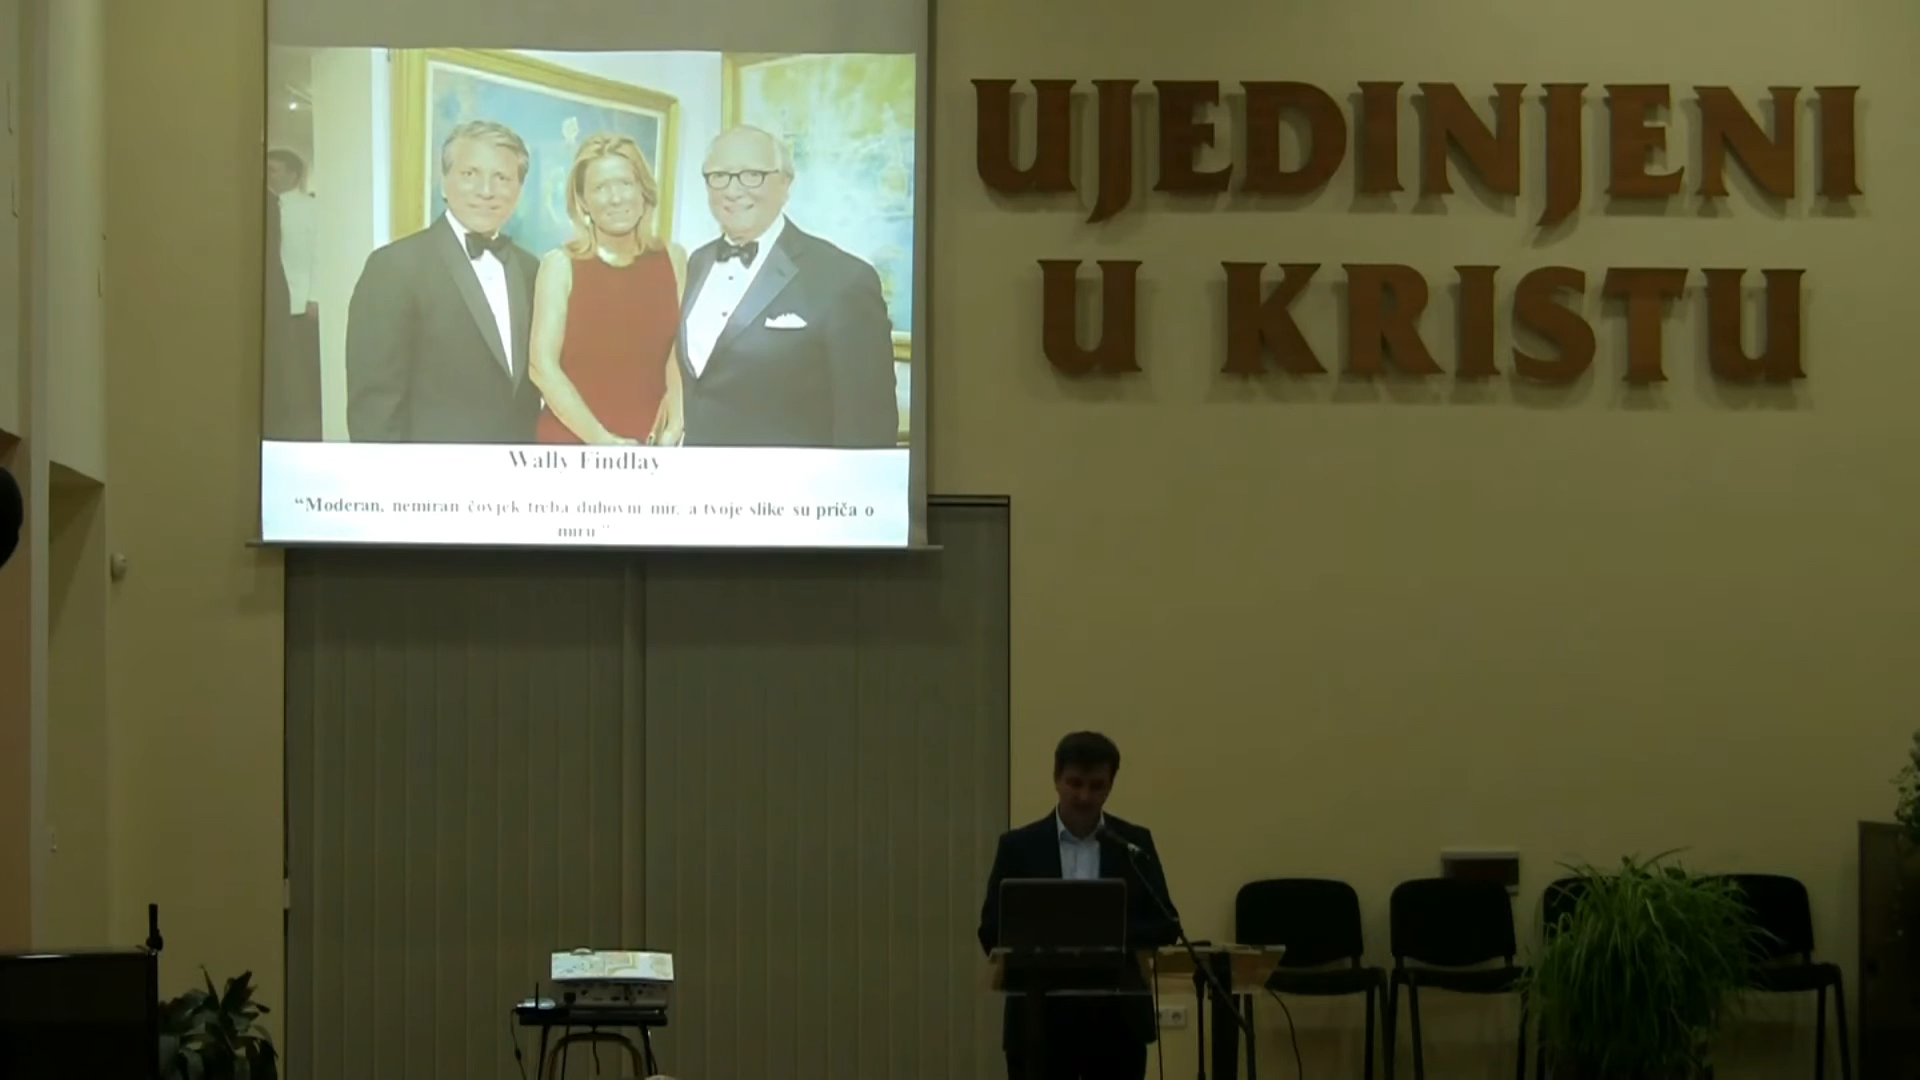 Wally Findlay
“Moderan, nemiran čovjek treba duhovni mir, a tvoje slike su priča o
miru”
UJEDINJENI
U KRISTU